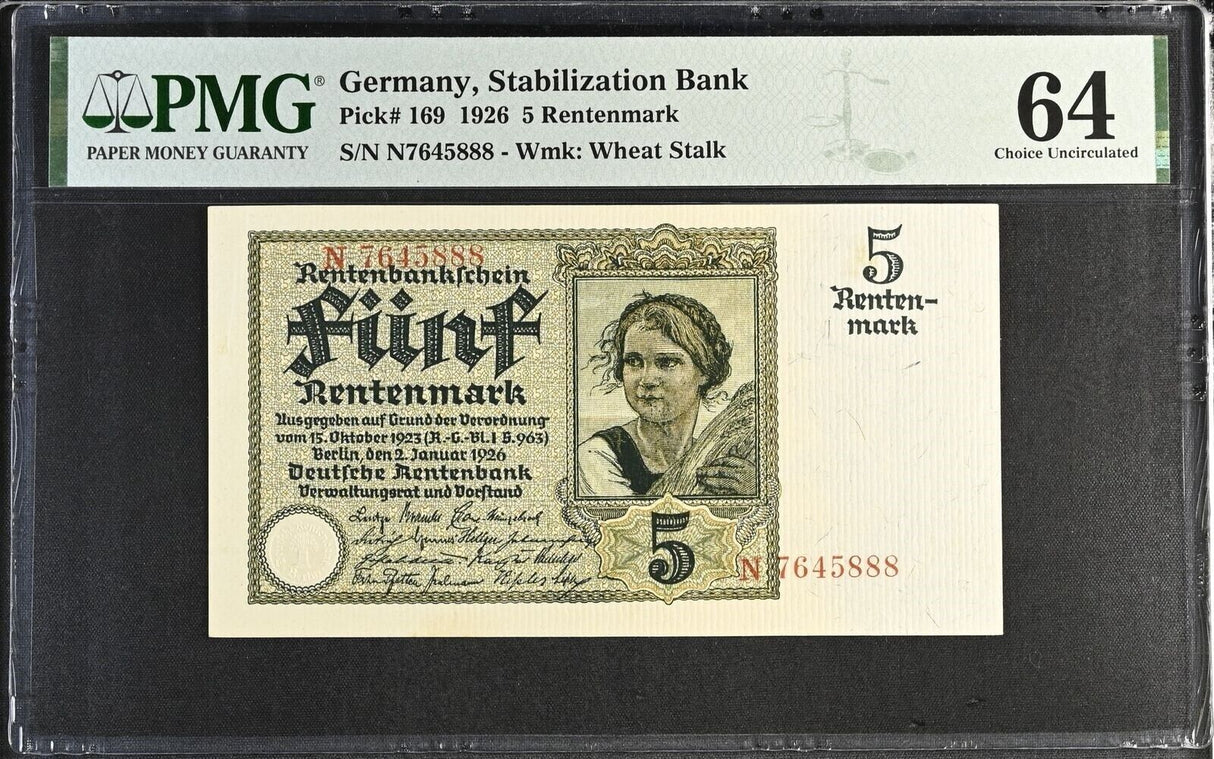 PMG®
PAPER MONEY GUARANTY
Germany, Stabilization Bank
Pick# 169 1926 5 Rentenmark
S/N N7645888 - Wmk: Wheat Stalk
64
Choice Uncirculated
N 7645888
Rentenbankschein
Fünf
Rentenmark
Ausgegeben auf Grund der Verordnung
vom 15. Oktober 1923 (R.-G.-Bl. I S. 963)
Berlin, den 2. Januar 1926
Deutsche Rentenbank
Verwaltungsrat und Vorstand
5
5
Renten-
mark
N 7645888